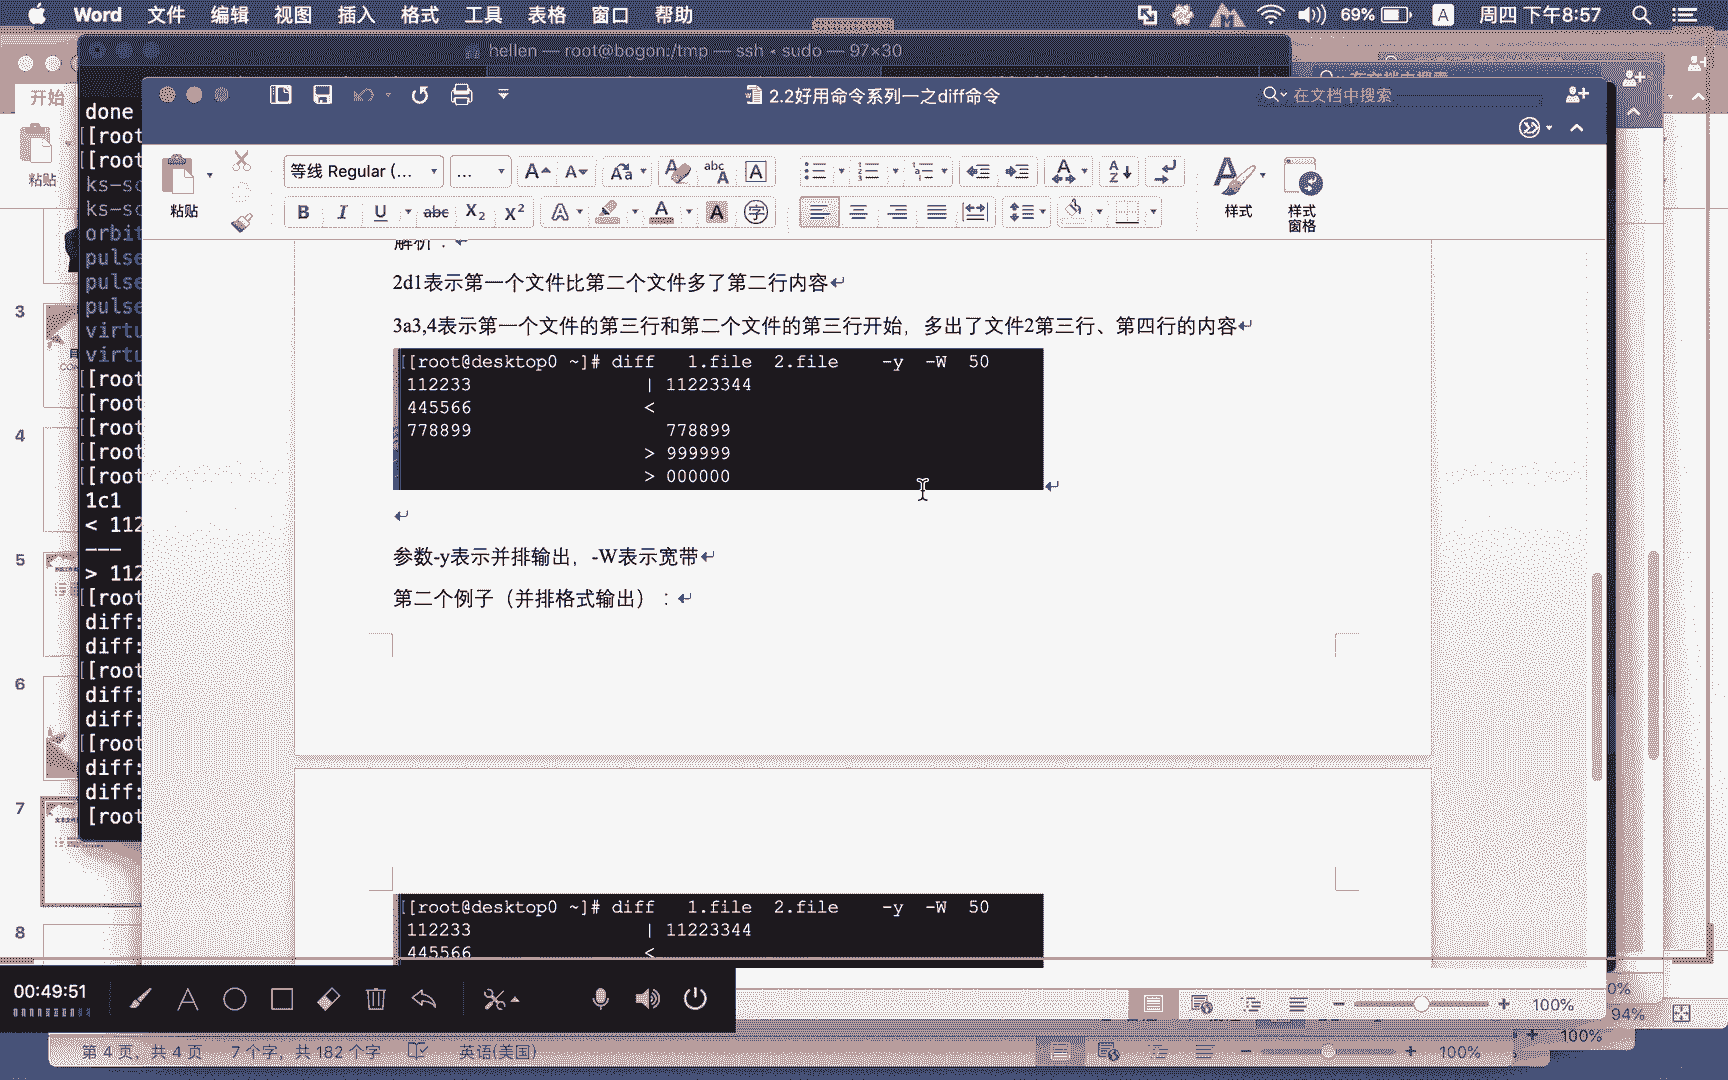 Word 文件 编辑 视图 插入 格式 工具 表格 窗口 帮助 69% A 周四 下午8:57
hellen — root@bogon:/tmp — ssh • sudo — 97×30
开始
2.2好用命令系列一之diff命令
在文档中搜索
粘贴
粘贴
等线 Regular (...
...
样式
样式
窗格
done
[[root
[[root
ks-sc
ks-sc
orbit
pulse
pulse
pulse
virtu
virtu
[[root
[[root
[[root
[[root
[[root
1c1
< 112
---
> 112
[[root
diff:
diff:
[[root
diff:
diff:
[[root
diff:
diff:
[root
3
4
5
6
7
8
解析：
2d1表示第一个文件比第二个文件多了第二行内容
3a3,4表示第一个文件的第三行和第二个文件的第三行开始，多出了文件2第三行、第四行的内容
[[root@desktop0 ~]# diff 1.file 2.file -y -W 50
112233 | 11223344
445566 <
778899 778899
> 999999
> 000000
参数-y表示并排输出，-W表示宽带
第二个例子（并排格式输出）：
[[root@desktop0 ~]# diff 1.file 2.file -y -W 50
112233 | 11223344
445566 <
00:49:51
100%
0%
94%
100%
第 4 页、共 4 页 7 个字，共 182 个字 英语(美国) 100%